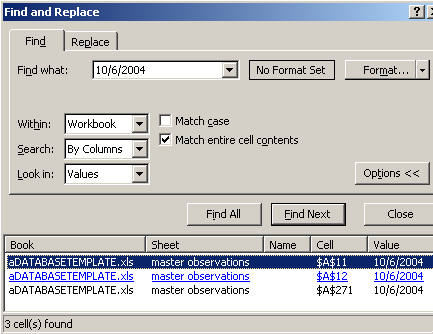 Find and Replace
Find Replace
Find what: 10/6/2004 No Format Set Format...
Within: Workbook Match case
Search: By Columns Match entire cell contents
Look in: Values Options <<
Find All Find Next Close
Book Sheet Name Cell Value
aDATABASETEMPLATE.xls master observations $A$11 10/6/2004
aDATABASETEMPLATE.xls master observations $A$12 10/6/2004
aDATABASETEMPLATE.xls master observations $A$271 10/6/2004
3 cell(s) found